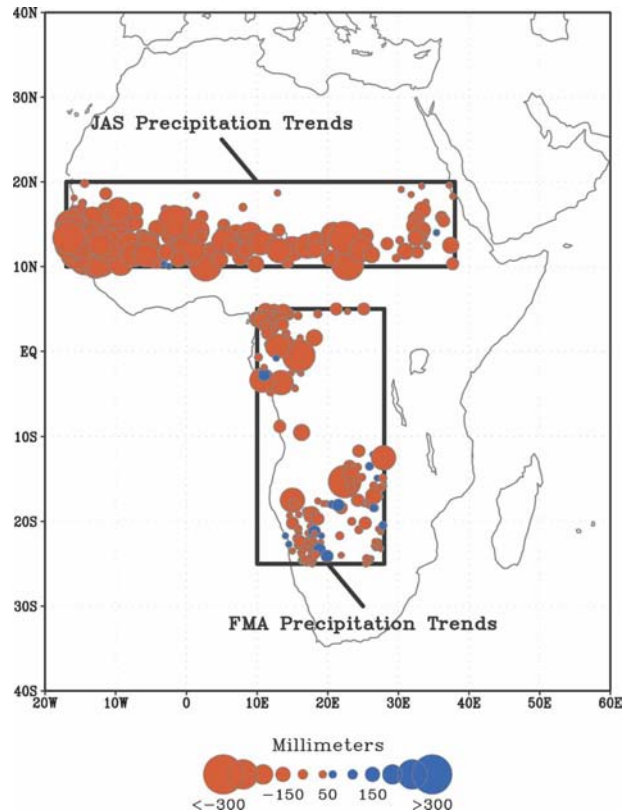 40N
30N
JAS Precipitation Trends
20N
10N
EQ
10S
20S
30S
FMA Precipitation Trends
40S
20W 10W 0 10E 20E 30E 40E 50E 60E
Millimeters
<-300 -150 50 150 >300